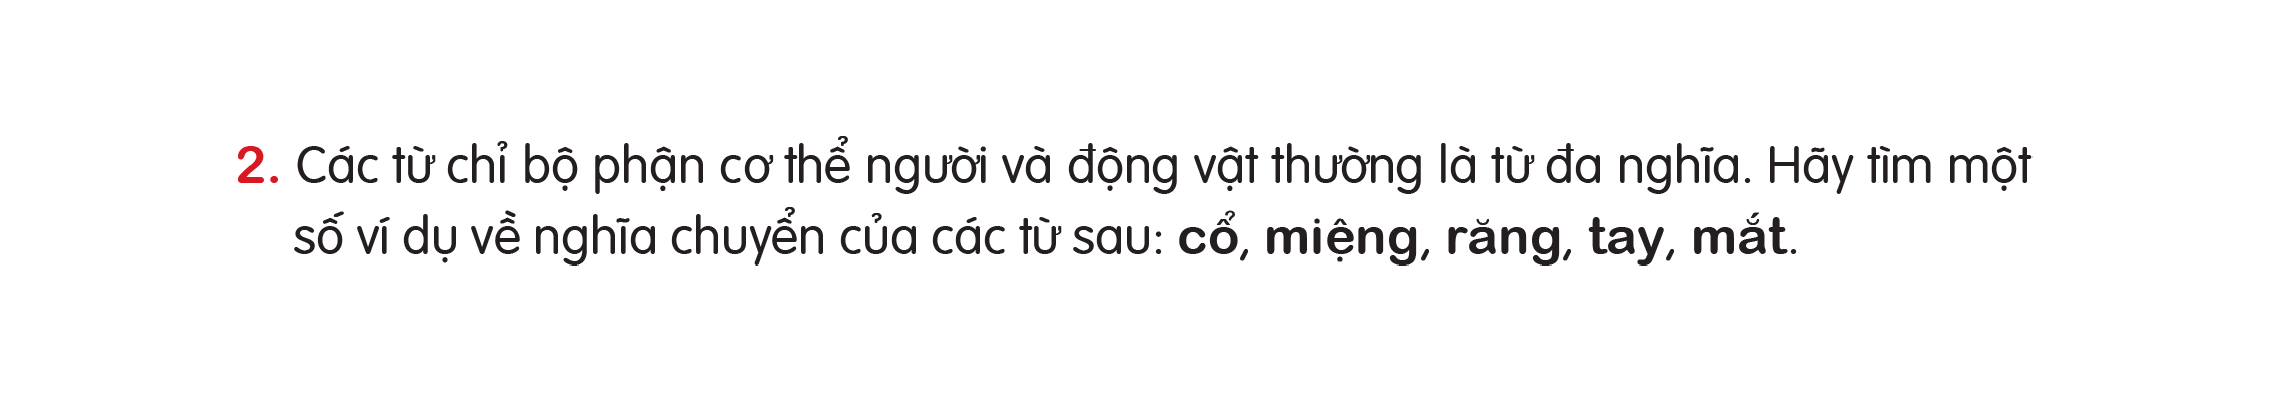 2. Các từ chỉ bộ phận cơ thể người và động vật thường là từ đa nghĩa. Hãy tìm một
số ví dụ về nghĩa chuyển của các từ sau: cổ, miệng, răng, tay, mắt.